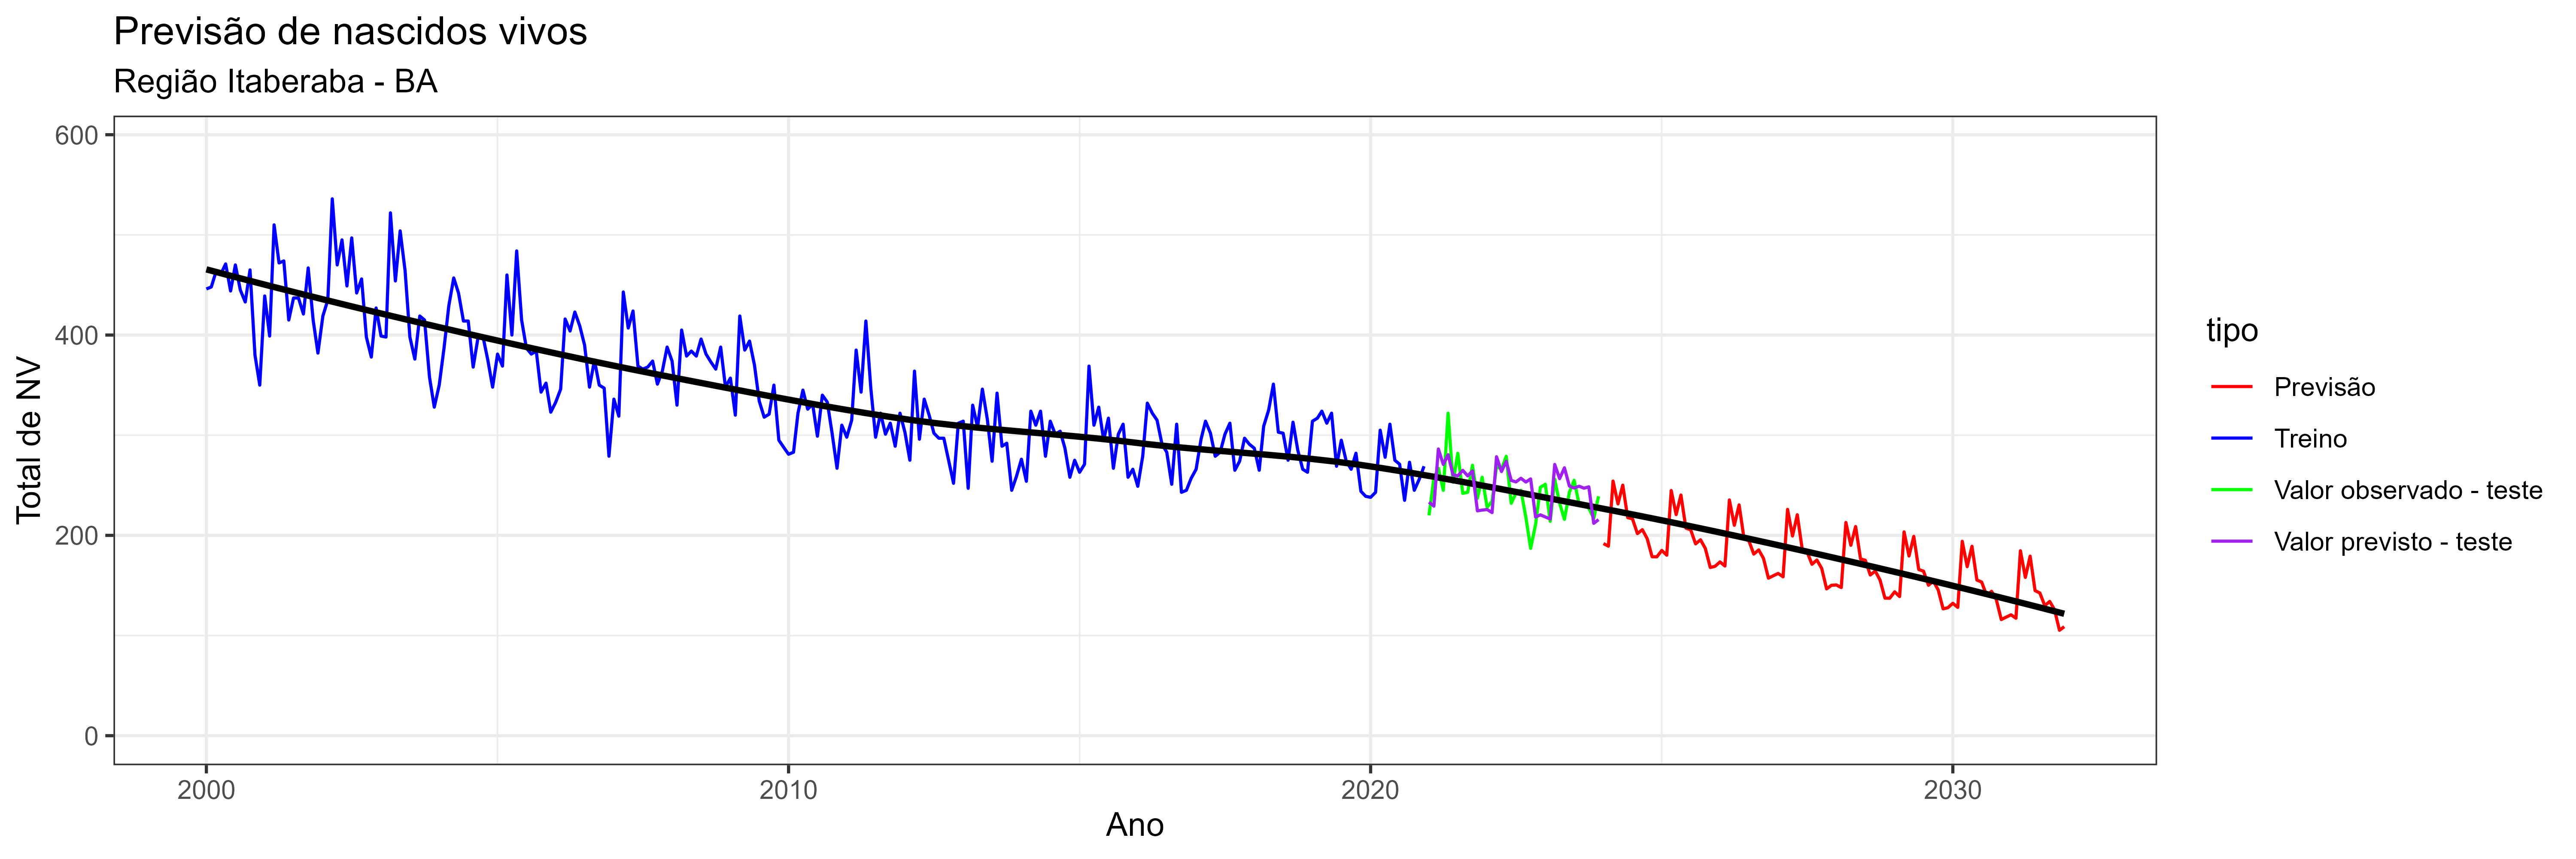 Previsão de nascidos vivos
Região Itaberaba - BA
Total de NV
600
400
200
0
2000
2010
2020
2030
Ano
tipo
Previsão
Treino
Valor observado - teste
Valor previsto - teste